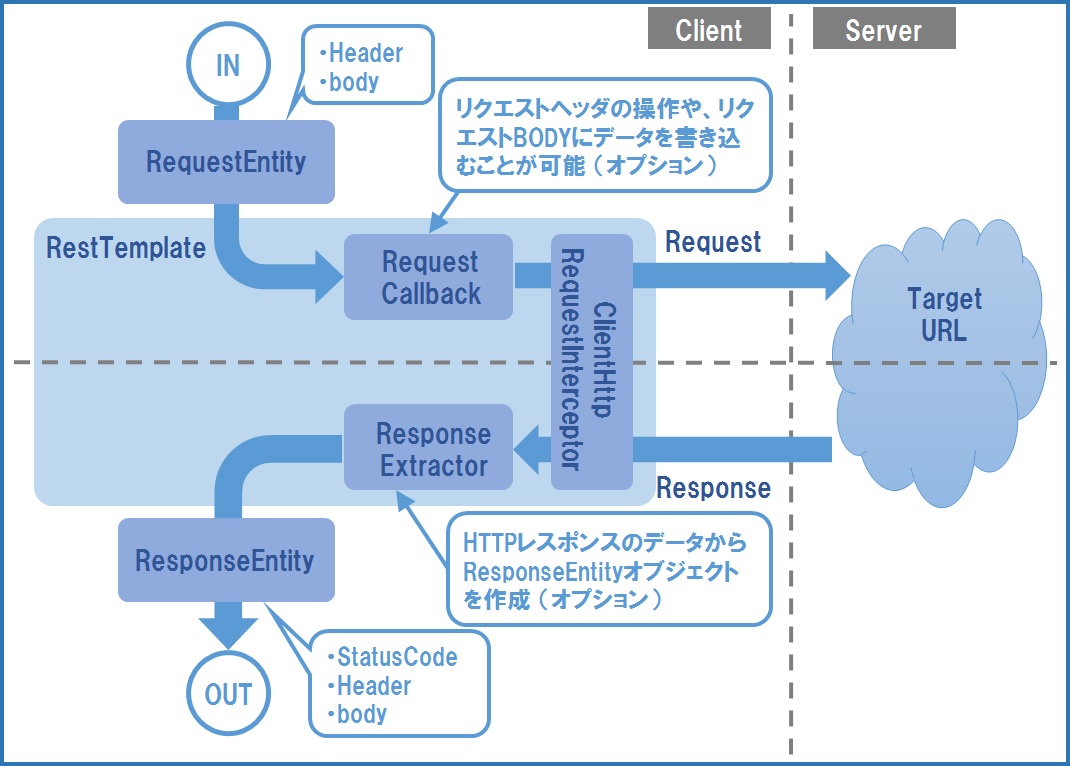 Client
Server
IN
・Header
・body
リクエストヘッダの操作や、リク
エストBODYにデータを書き込
むことが可能（オプション）
RequestEntity
RestTemplate
Request
Callback
ClientHttp
RequestInterceptor
Request
Target
URL
Response
Extractor
Response
ResponseEntity
HTTPレスポンスのデータから
ResponseEntityオブジェクト
を作成（オプション）
・StatusCode
・Header
・body
OUT